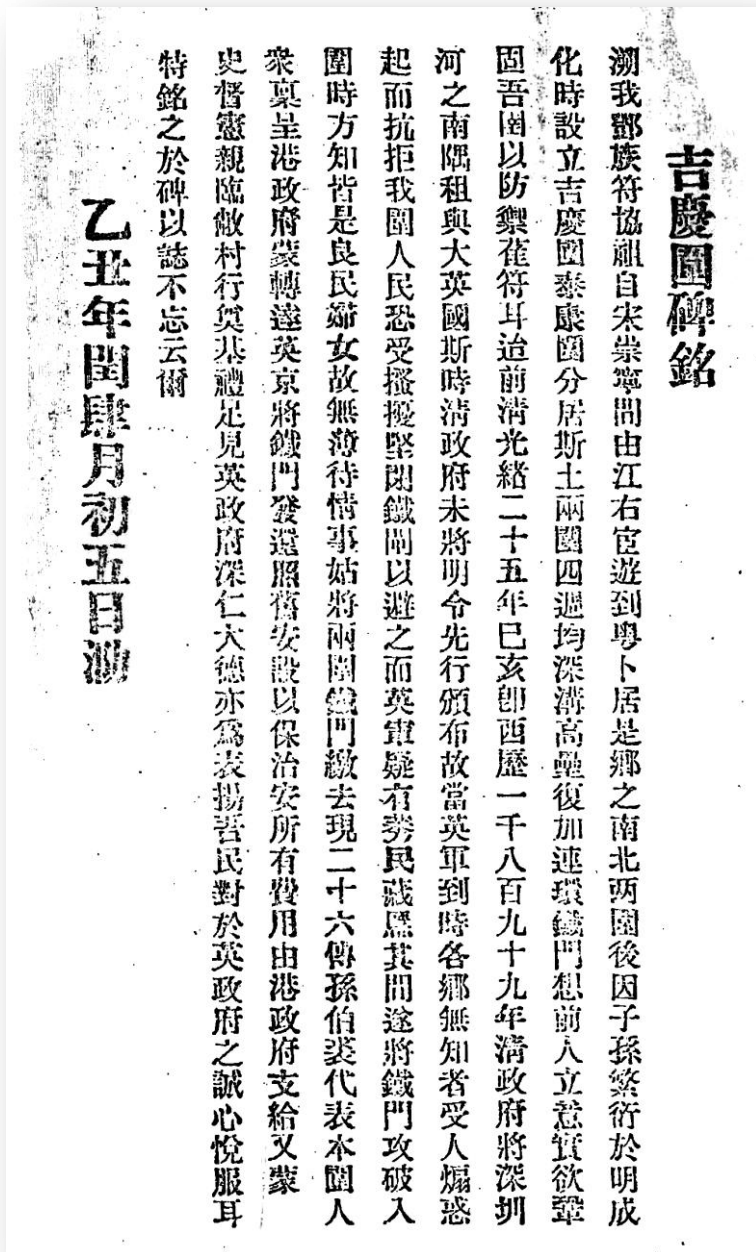 吉慶圍碑銘
溯我鄧族符協祖自宋崇寧間由江右宦遊到粵卜居是鄉之南北两圍後因子孫繁衍於明成
化時設立吉慶圍泰康圍分居斯土兩圍四週均深溝高壘復加連環鐵門想前人立意實欲鞏
固吾圍以防禦萑苻耳迨前清光緒二十五年已亥卽西歷一千八百九十九年清政府將深圳
河之南隅租與大英國斯時清政府未將明令先行頒布故當英軍到時各鄉無知者受人煽惑
起而抗拒我圍人民恐受搔擾堅閉鐵閘以避之而英軍疑有莠民藏匿其間遂將鐵門攻破入
圍時方知皆是良民婦女故無薄待情事姑將兩圍鐵門繳去現二十六傳孫伯裘代表本圍人
衆稟呈港政府蒙轉達英京將鐵門發還照舊安設以保治安所有費用由港政府支給又蒙
史督憲親臨敝村行奠基禮足見英政府深仁大德亦爲表揚吾民對於英政府之誠心悅服耳
特銘之於碑以誌不忘云爾
乙丑年閏肆月初五日泐